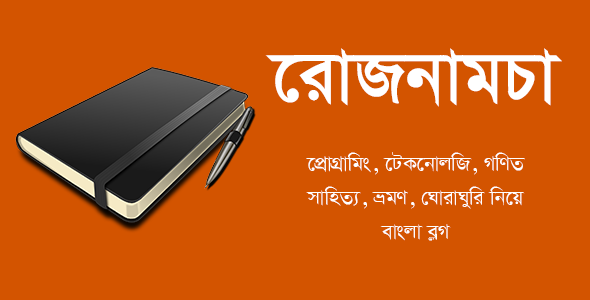 রোজনামচা
প্রোগ্রামিং, টেকনোলজি, গণিত
সাহিত্য, ভ্রমণ, ঘোরাঘুরি নিয়ে
বাংলা ব্লগ